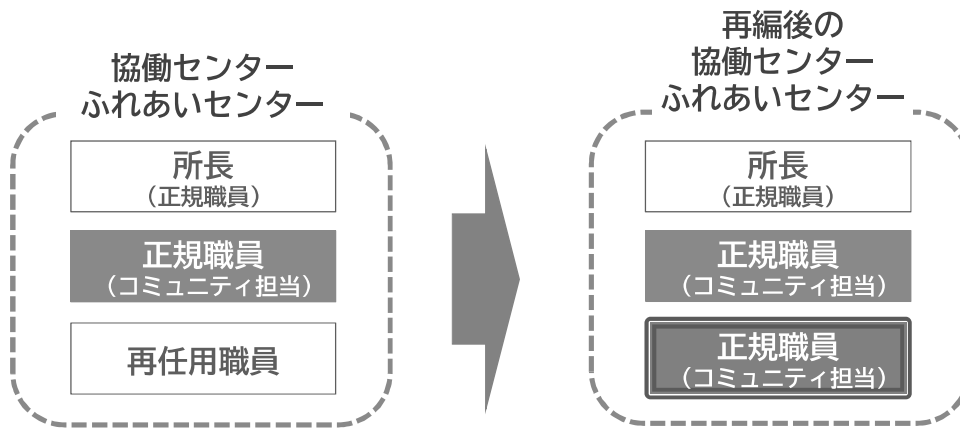 協働センター
ふれあいセンター
所長
（正規職員）
正規職員
（コミュニティ担当）
再任用職員
再編後の
協働センター
ふれあいセンター
所長
（正規職員）
正規職員
（コミュニティ担当）
正規職員
（コミュニティ担当）